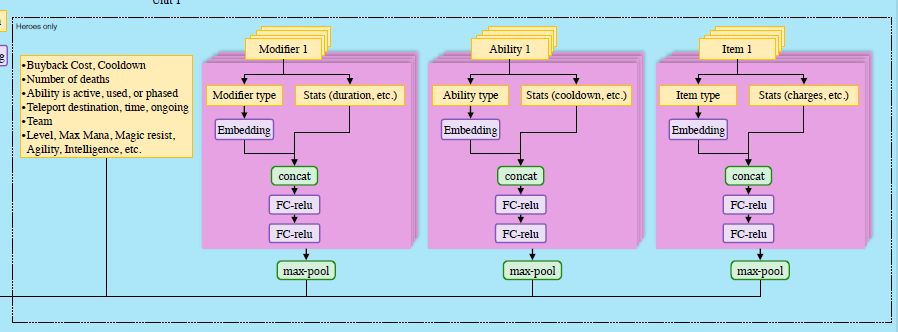 Unit 1
Heroes only
•Buyback Cost, Cooldown
•Number of deaths
•Ability is active, used, or phased
•Teleport destination, time, ongoing
•Team
•Level, Max Mana, Magic resist,
Agility, Intelligence, etc.
Modifier 1
Modifier type
Stats (duration, etc.)
Embedding
concat
FC-relu
FC-relu
max-pool
Ability 1
Ability type
Stats (cooldown, etc.)
Embedding
concat
FC-relu
FC-relu
max-pool
Item 1
Item type
Stats (charges, etc.)
Embedding
concat
FC-relu
FC-relu
max-pool